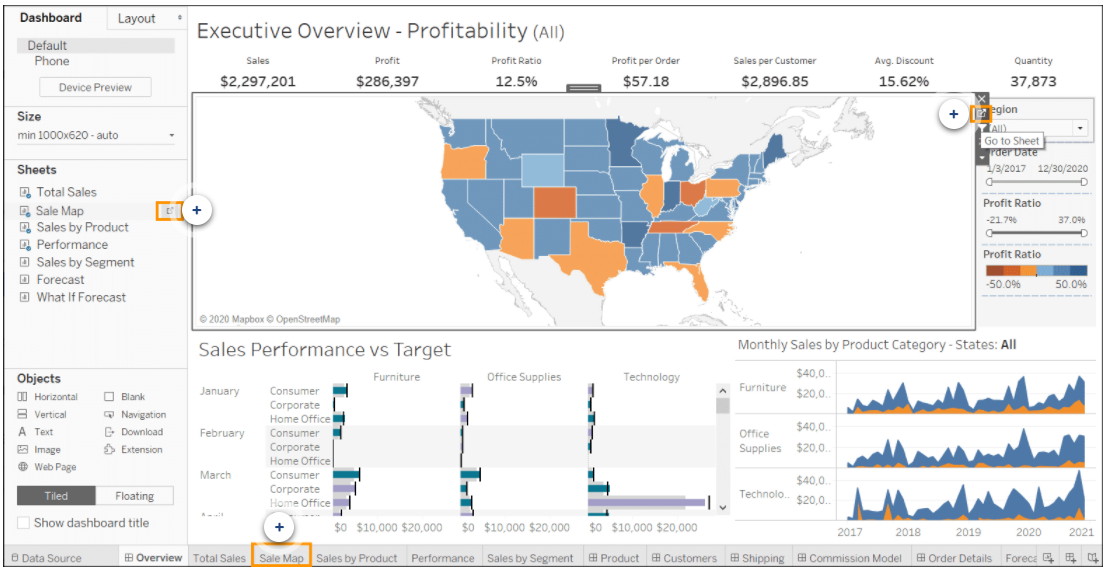 Dashboard
Layout
Default
Phone
Device Preview
Size
min 1000x620 - auto
Sheets
Total Sales
Sale Map
Sales by Product
Performance
Sales by Segment
Forecast
What If Forecast
Objects
Horizontal
Blank
Vertical
Navigation
Text
Download
Image
Extension
Web Page
Tiled
Floating
Show dashboard title
Executive Overview - Profitability (All)
Sales
Profit
Profit Ratio
Profit per Order
Sales per Customer
Avg. Discount
Quantity
$2,297,201
$286,397
12.5%
$57.18
$2,896.85
15.62%
37,873
Region
(All)
Go to Sheet
Order Date
1/3/2017
12/30/2020
Profit Ratio
-21.7%
37.0%
Profit Ratio
-50.0%
50.0%
© 2020 Mapbox © OpenStreetMap
Sales Performance vs Target
Furniture
Office Supplies
Technology
January
Consumer
Corporate
Home Office
February
Consumer
Corporate
Home Office
March
Consumer
Corporate
Home Office
April
Consumer
$0 $10,000 $20,000
$0 $10,000 $20,000
$0 $10,000 $20,000
Monthly Sales by Product Category - States: All
Furniture
$40,0..
$20,0..
Office
Supplies
$40,0..
$20,0..
Technolo..
$40,0..
$20,0..
2017 2018 2019 2020 2021
Data Source
Overview
Total Sales
Sale Map
Sales by Product
Performance
Sales by Segment
Product
Customers
Shipping
Commission Model
Order Details
Foreca